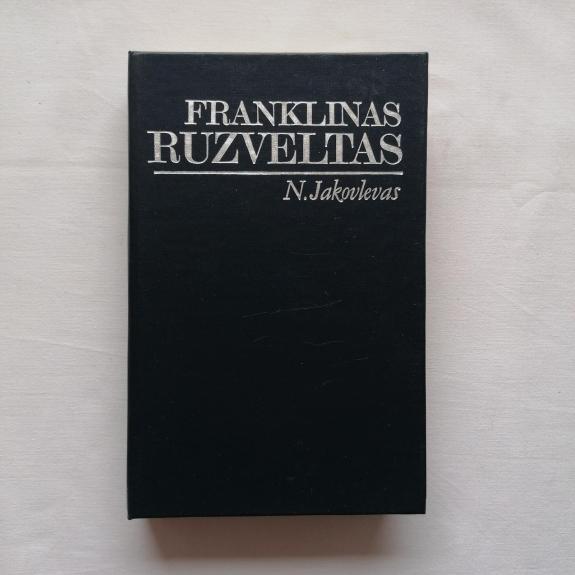 FRANKLINAS
RUZVELTAS
N. Jakovlevas